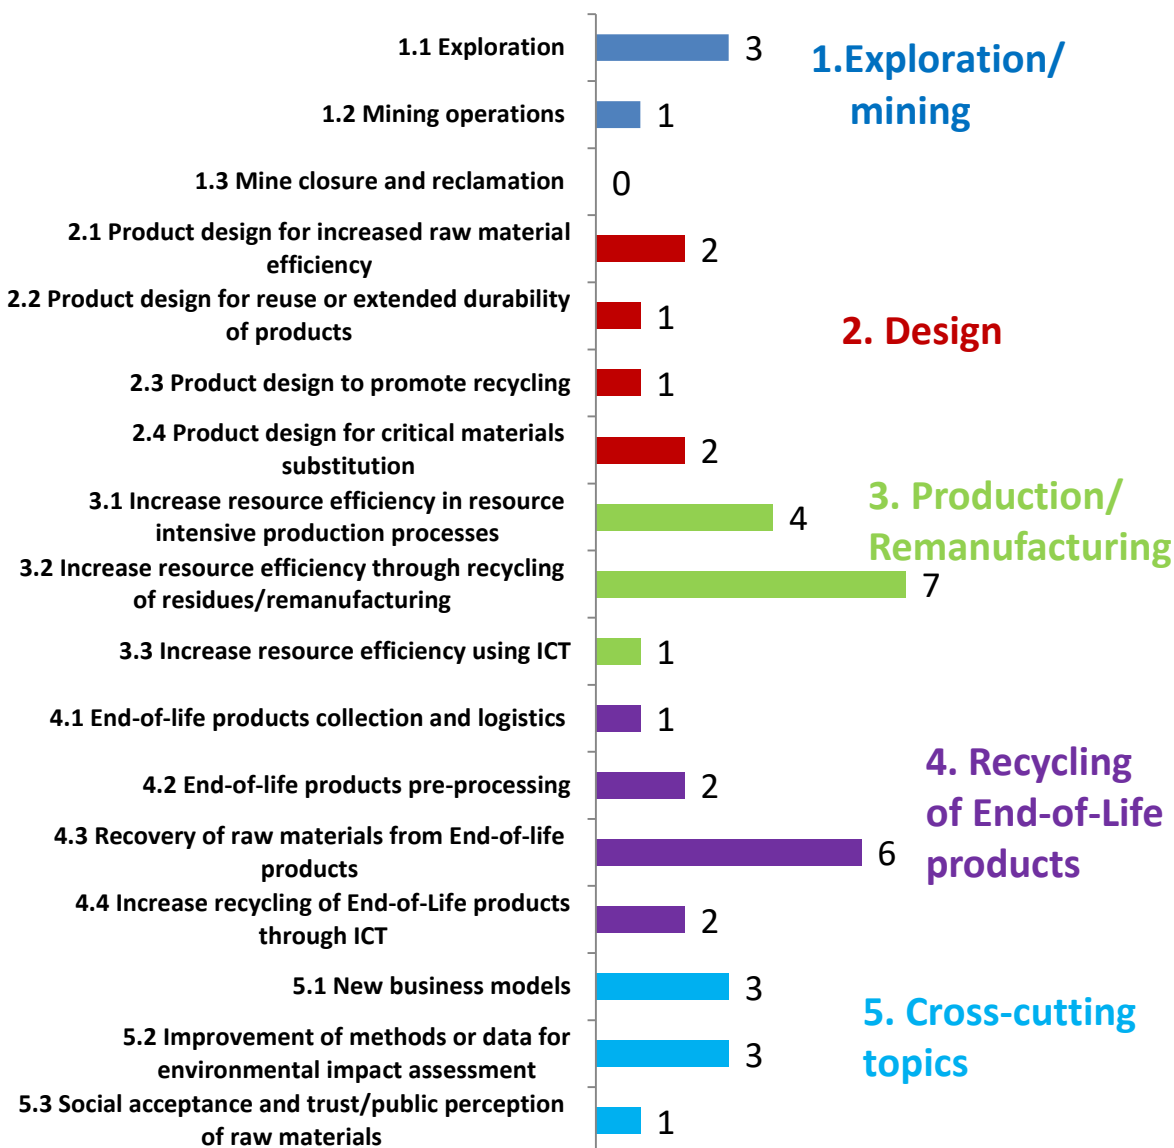 1.1 Exploration
3
1.Exploration/
mining
1.2 Mining operations
1
1.3 Mine closure and reclamation
0
2.1 Product design for increased raw material
efficiency
2
2.2 Product design for reuse or extended durability
of products
1
2. Design
2.3 Product design to promote recycling
1
2.4 Product design for critical materials
substitution
2
3.1 Increase resource efficiency in resource
intensive production processes
4
3. Production/
Remanufacturing
3.2 Increase resource efficiency through recycling
of residues/remanufacturing
7
3.3 Increase resource efficiency using ICT
1
4.1 End-of-life products collection and logistics
1
4.2 End-of-life products pre-processing
2
4. Recycling
of End-of-Life
products
4.3 Recovery of raw materials from End-of-life
products
6
4.4 Increase recycling of End-of-Life products
through ICT
2
5.1 New business models
3
5. Cross-cutting
topics
5.2 Improvement of methods or data for
environmental impact assessment
3
5.3 Social acceptance and trust/public perception
of raw materials
1